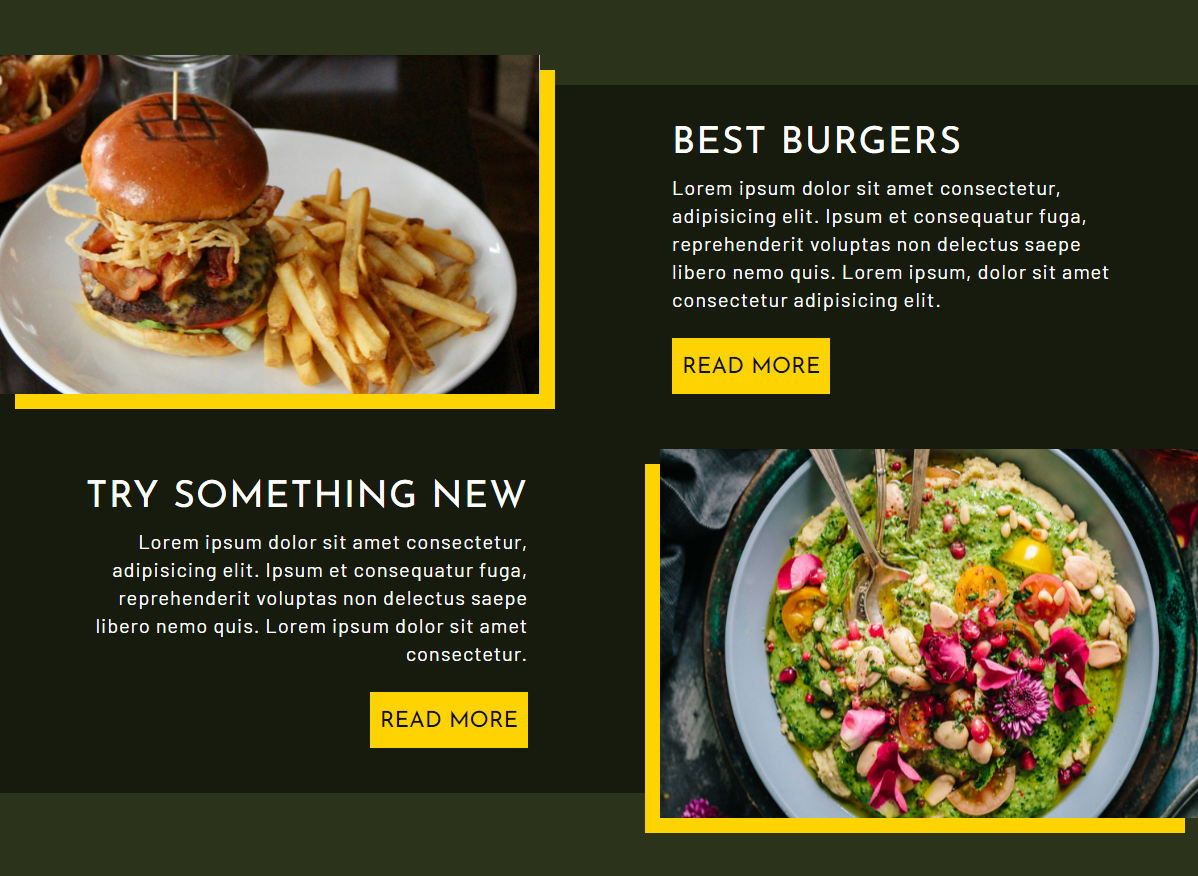 BEST BURGERS
Lorem ipsum dolor sit amet consectetur,
adipisicing elit. Ipsum et consequatur fuga,
reprehenderit voluptas non delectus saepe
libero nemo quis. Lorem ipsum, dolor sit amet
consectetur adipisicing elit.
READ MORE
TRY SOMETHING NEW
Lorem ipsum dolor sit amet consectetur,
adipisicing elit. Ipsum et consequatur fuga,
reprehenderit voluptas non delectus saepe
libero nemo quis. Lorem ipsum dolor sit amet
consectetur.
READ MORE